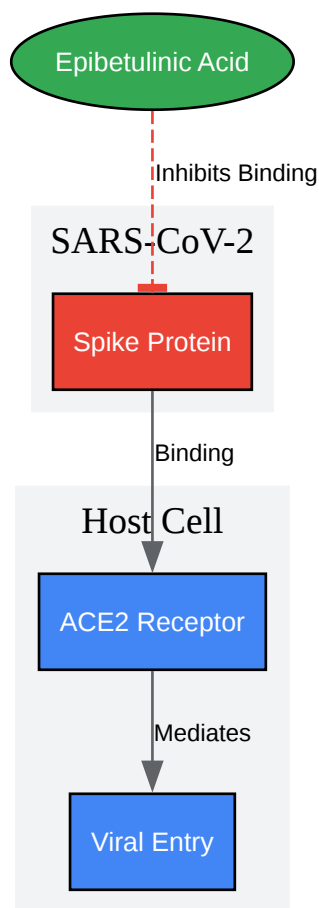 Epibetulinic Acid
Inhibits Binding
SARS-CoV-2
Spike Protein
Binding
Host Cell
ACE2 Receptor
Mediates
Viral Entry